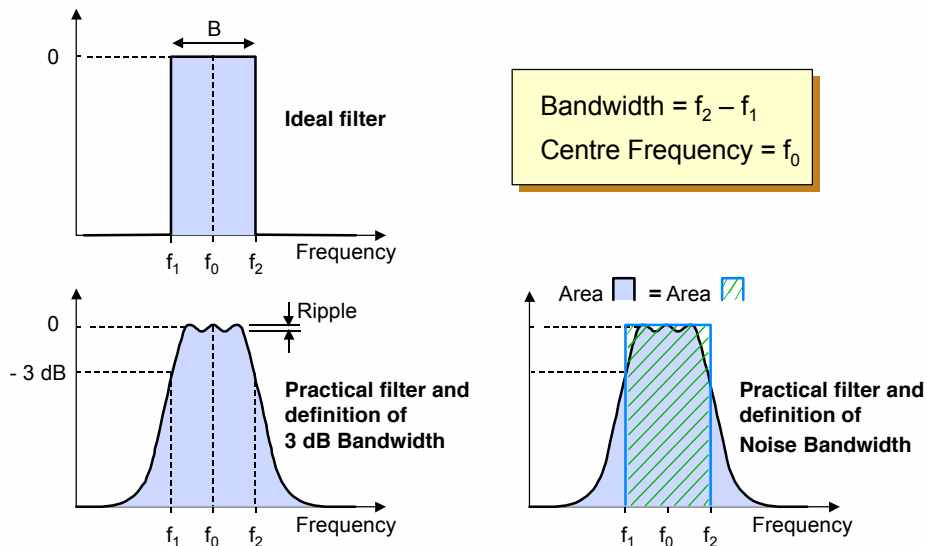 B
0
Ideal filter
Frequency
f₁ f₀ f₂
Bandwidth = f₂ – f₁
Centre Frequency = f₀
0
Ripple
- 3 dB
Practical filter and
definition of
3 dB Bandwidth
Frequency
f₁ f₀ f₂
Area = Area
Practical filter and
definition of
Noise Bandwidth
Frequency
f₁ f₀ f₂